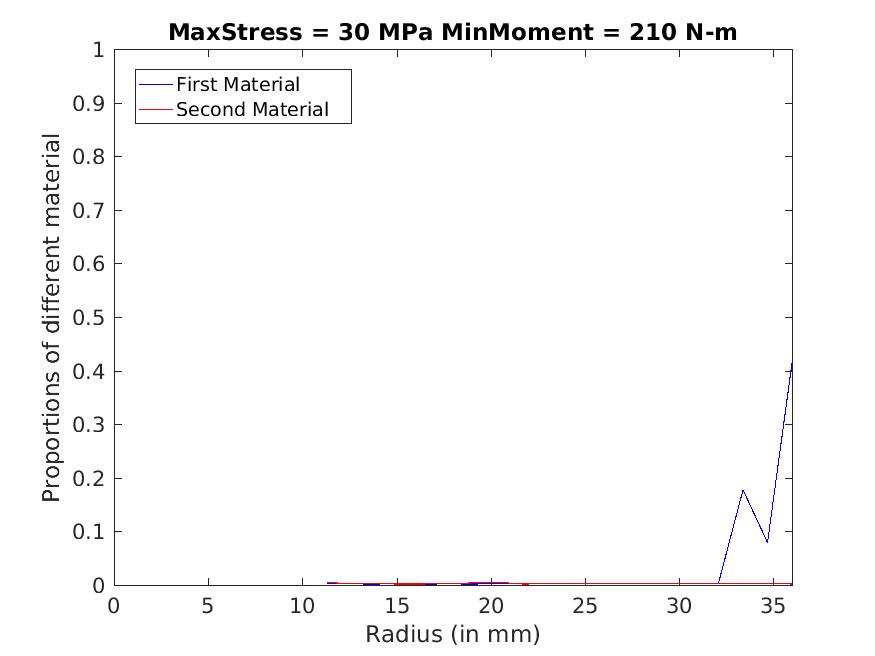 MaxStress = 30 MPa MinMoment = 210 N-m
1
First Material
Second Material
0.9
0.8
0.7
0.6
0.5
0.4
0.3
0.2
0.1
0
Proportions of different material
0 5 10 15 20 25 30 35
Radius (in mm)